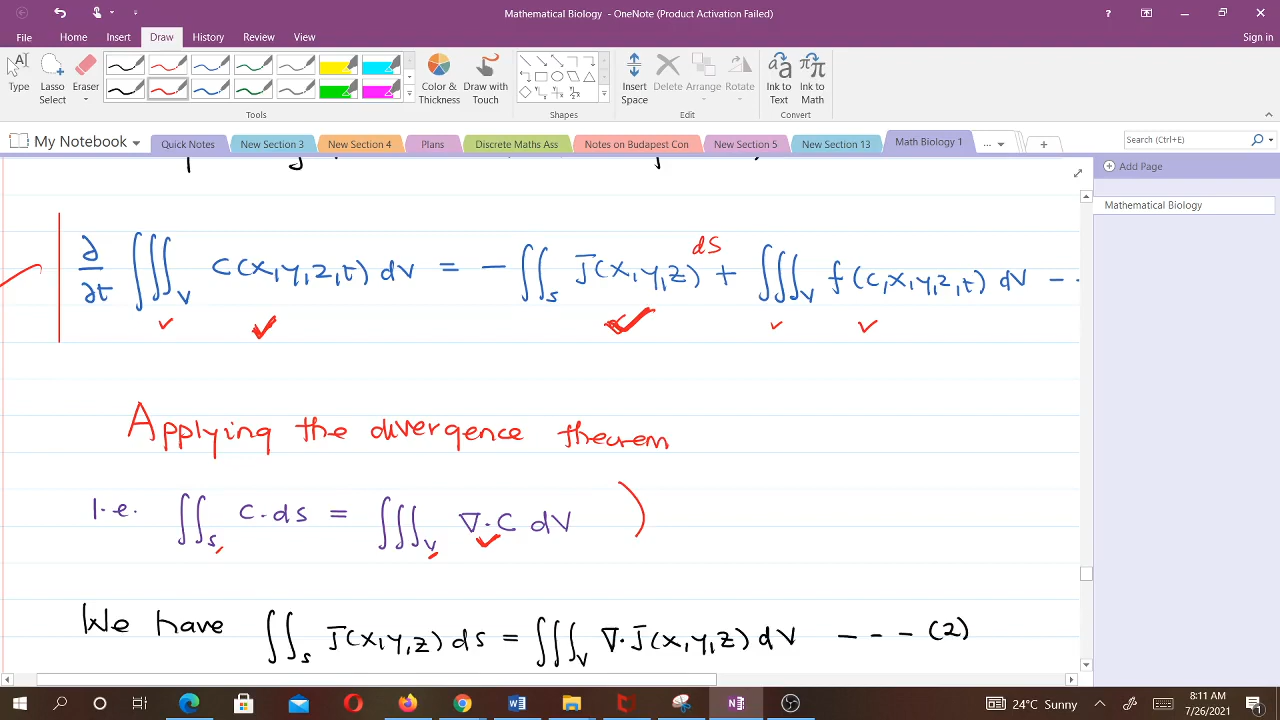 Mathematical Biology - OneNote (Product Activation Failed)
File Home Insert Draw History Review View
Type Lasso Select Eraser Color & Thickness Draw with Touch Insert Space Delete Arrange Rotate Ink to Text Ink to Math
Tools Shapes Edit Convert
My Notebook Quick Notes New Section 3 New Section 4 Plans Discrete Maths Ass Notes on Budapest Con New Section 5 New Section 13 Math Biology 1 ... Search (Ctrl+E)
Add Page
Mathematical Biology
∂/∂t ∭_V C(x,y,z,t) dV = - ∬_S J(x,y,z) dS + ∭_V f(c,x,y,z,t) dV - -
Applying the divergence theorem
I.e. ∬_S C·ds = ∭_V ∇·C dV )
We have ∬_S J(x,y,z) ds = ∭_V ∇·J(x,y,z) dV - - - (2)
24°C Sunny
8:11 AM
7/26/2021